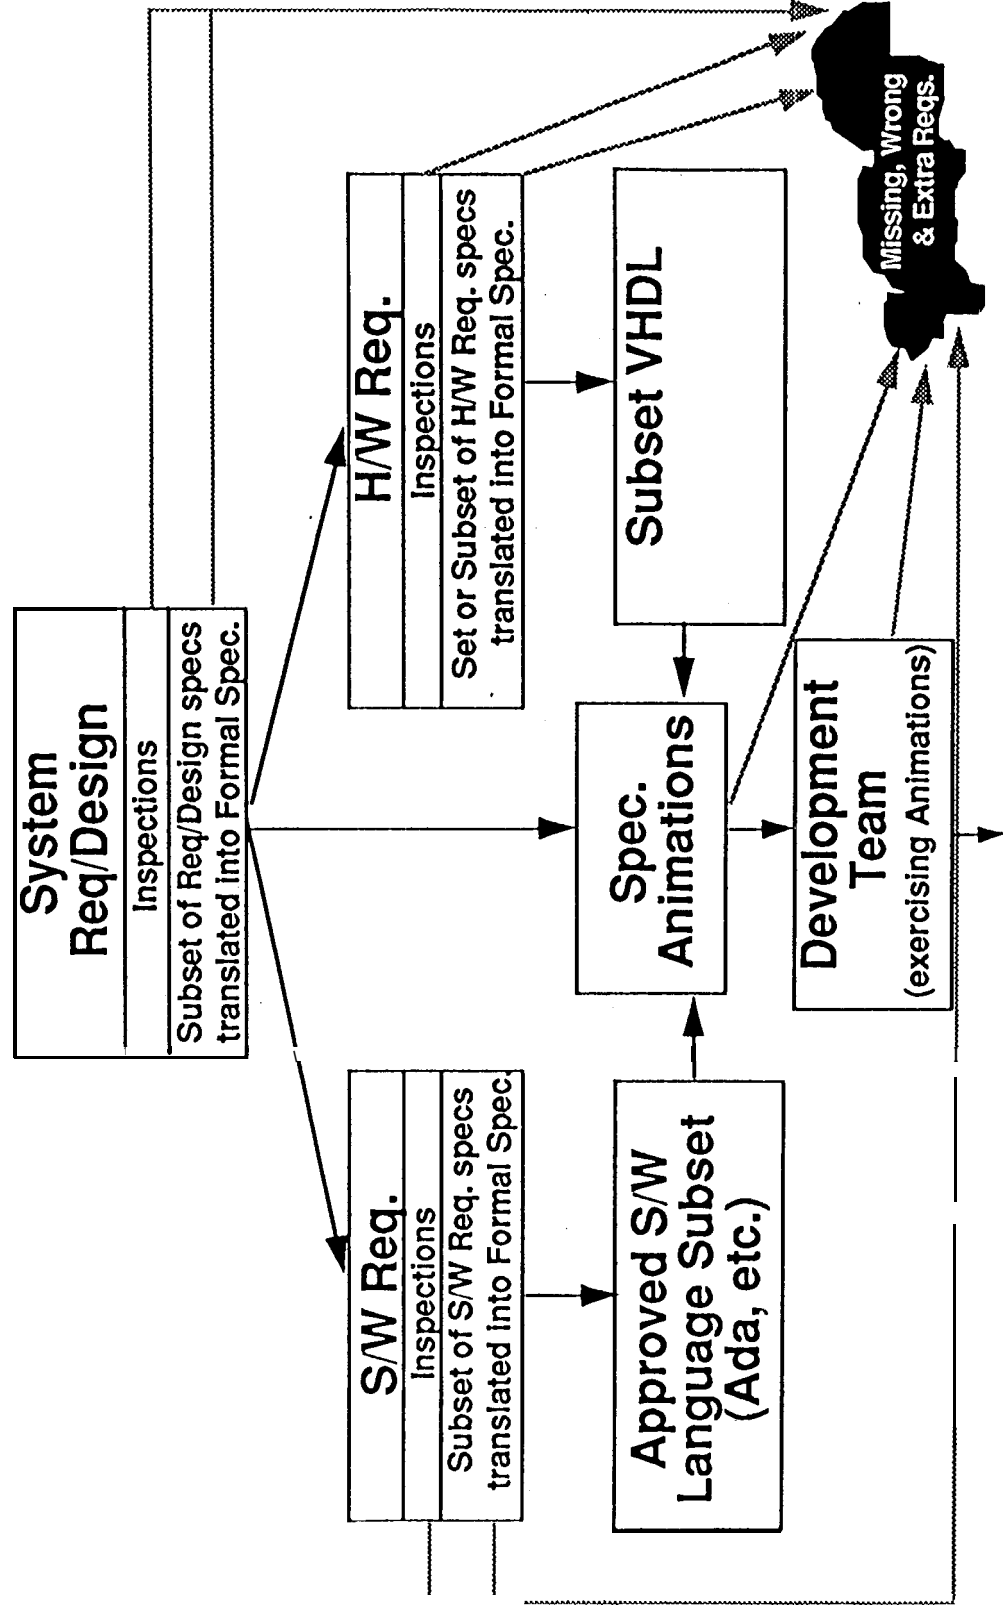 System
Req/Design
Inspections
Subset of Req/Design specs
translated into Formal Spec.
S/W Req.
Inspections
Subset of S/W Req. specs
translated into Formal Spec.
H/W Req.
Inspections
Set or Subset of H/W Req. specs
translated into Formal Spec.
Approved S/W
Language Subset
(Ada, etc.)
Spec.
Animations
Subset VHDL
Development
Team
(exercising Animations)
Missing, Wrong
& Extra Reqs.